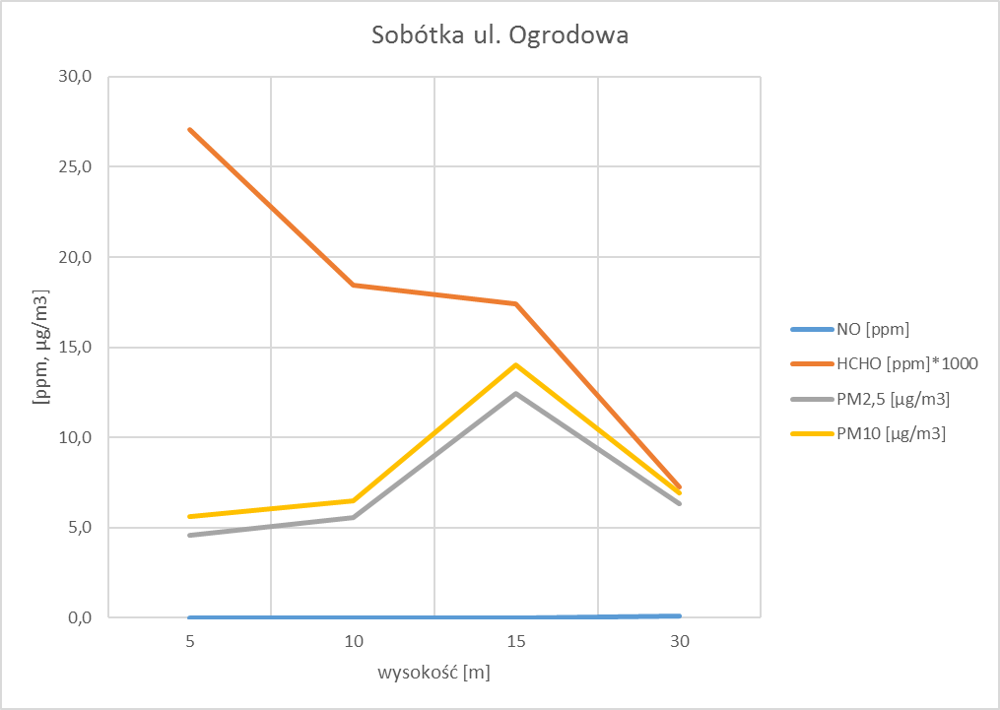 Sobótka ul. Ogrodowa
30,0
25,0
20,0
15,0
10,0
5,0
0,0
[ppm, µg/m3]
5 10 15 30
wysokość [m]
NO [ppm]
HCHO [ppm]*1000
PM2,5 [µg/m3]
PM10 [µg/m3]